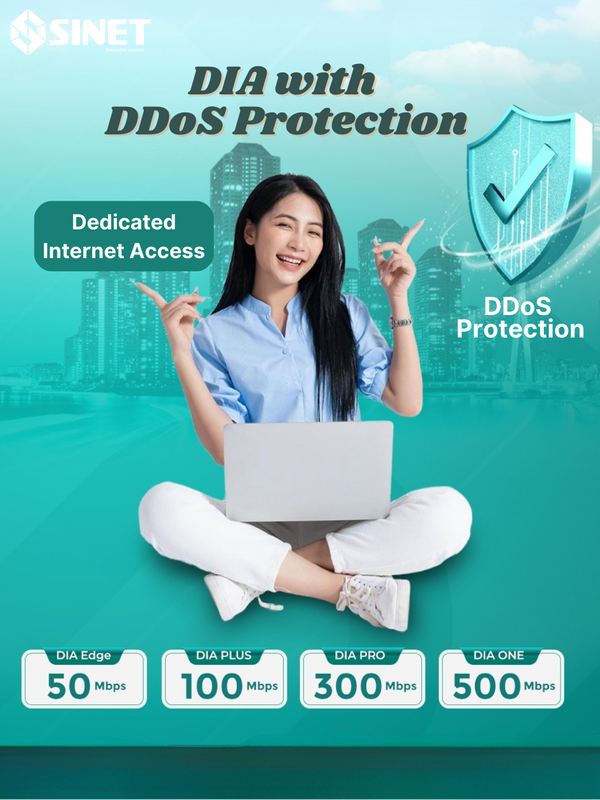 SINET
DIA with
DDoS Protection
Dedicated
Internet Access
DDoS
Protection
DIA Edge
50 Mbps
DIA PLUS
100 Mbps
DIA PRO
300 Mbps
DIA ONE
500 Mbps